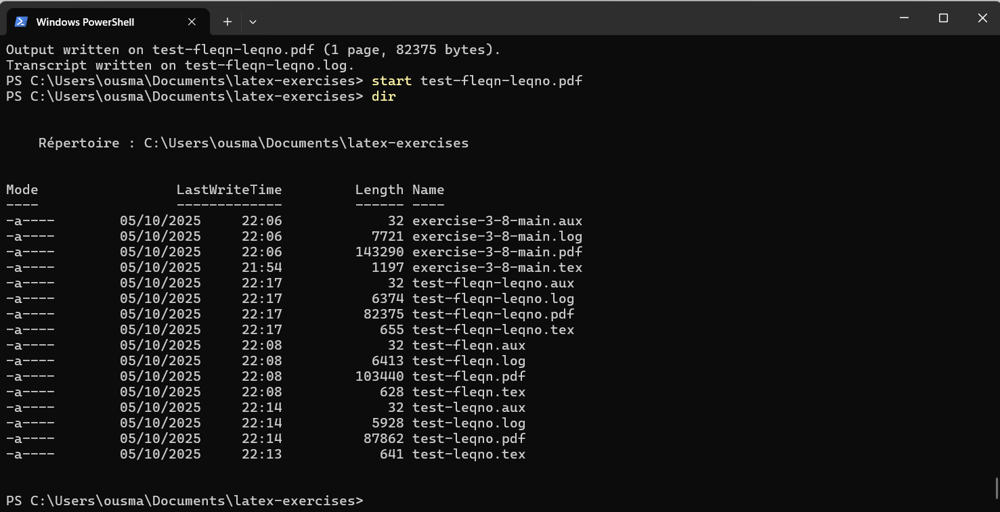 Windows PowerShell
Output written on test-fleqn-leqno.pdf (1 page, 82375 bytes).
Transcript written on test-fleqn-leqno.log.
PS C:\Users\ousma\Documents\latex-exercises> start test-fleqn-leqno.pdf
PS C:\Users\ousma\Documents\latex-exercises> dir
Répertoire : C:\Users\ousma\Documents\latex-exercises
Mode                 LastWriteTime         Length Name
----                 -------------         ------ ----
-a----        05/10/2025     22:06             32 exercise-3-8-main.aux
-a----        05/10/2025     22:06           7721 exercise-3-8-main.log
-a----        05/10/2025     22:06         143290 exercise-3-8-main.pdf
-a----        05/10/2025     21:54           1197 exercise-3-8-main.tex
-a----        05/10/2025     22:17             32 test-fleqn-leqno.aux
-a----        05/10/2025     22:17           6374 test-fleqn-leqno.log
-a----        05/10/2025     22:17          82375 test-fleqn-leqno.pdf
-a----        05/10/2025     22:17            655 test-fleqn-leqno.tex
-a----        05/10/2025     22:08             32 test-fleqn.aux
-a----        05/10/2025     22:08           6413 test-fleqn.log
-a----        05/10/2025     22:08         103440 test-fleqn.pdf
-a----        05/10/2025     22:08            628 test-fleqn.tex
-a----        05/10/2025     22:14             32 test-leqno.aux
-a----        05/10/2025     22:14           5928 test-leqno.log
-a----        05/10/2025     22:14          87862 test-leqno.pdf
-a----        05/10/2025     22:13            641 test-leqno.tex
PS C:\Users\ousma\Documents\latex-exercises>